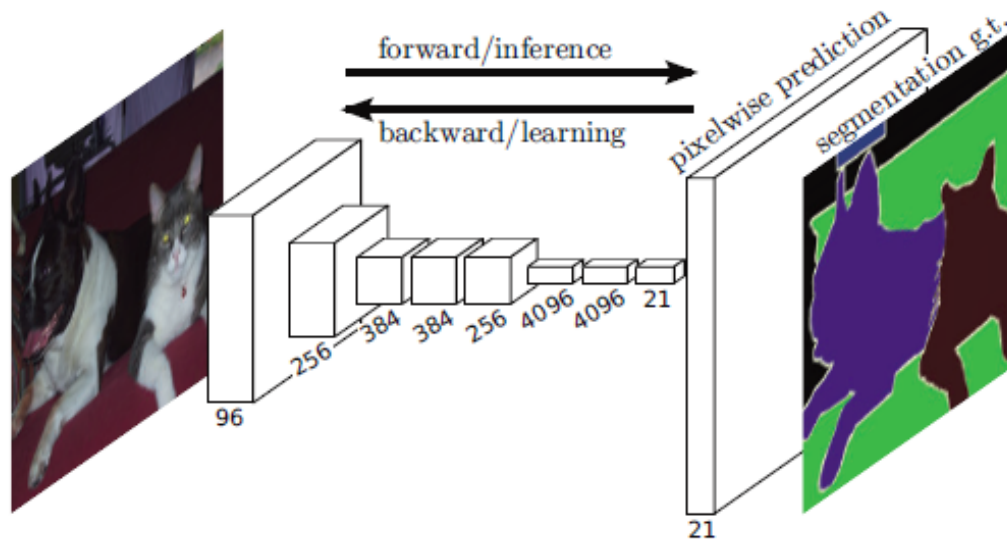 forward/inference
backward/learning
pixelwise prediction
segmentation g.t.
96
256
384
384
256
4096
4096
21
21